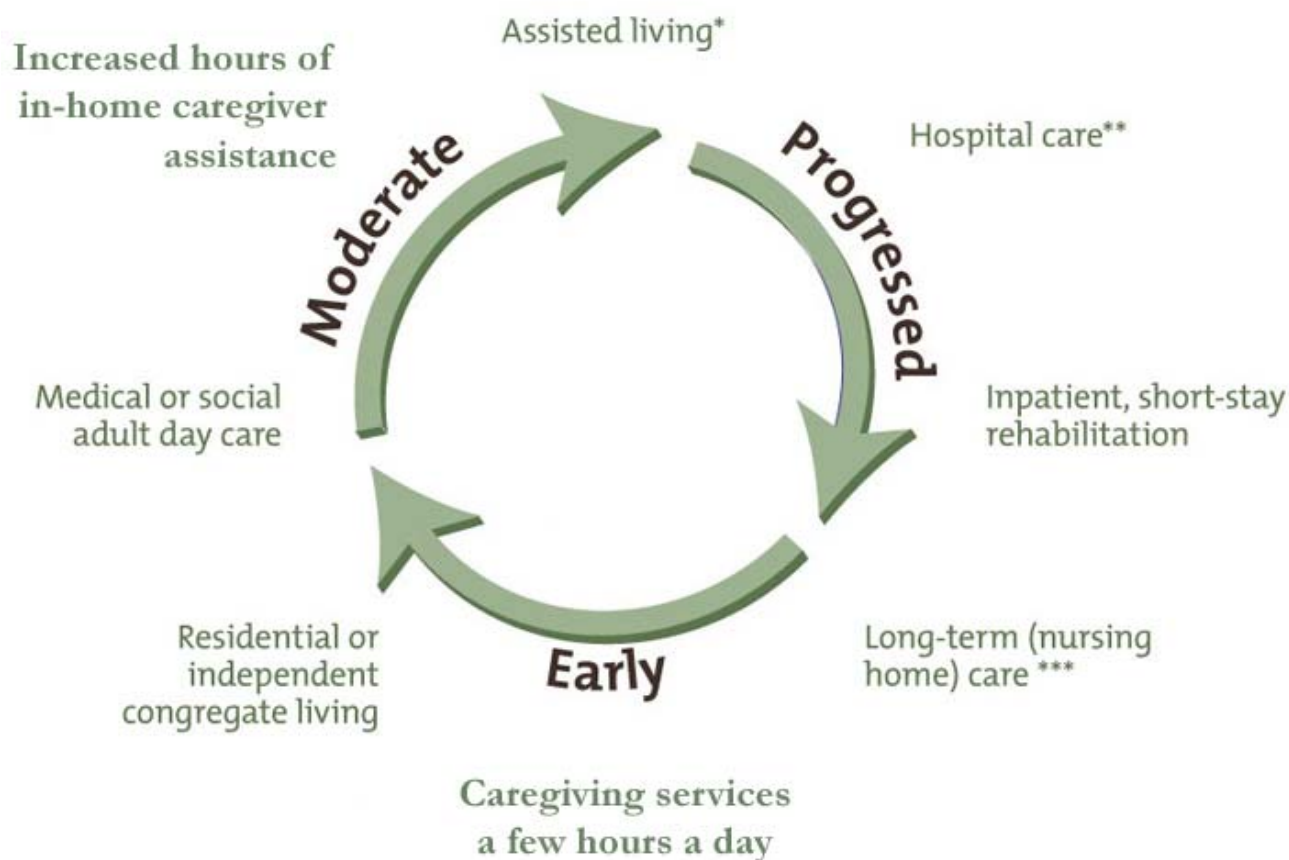 Assisted living*
Increased hours of
in-home caregiver
assistance
Hospital care**
Moderate
Progressed
Medical or social
adult day care
Inpatient, short-stay
rehabilitation
Residential or
independent
congregate living
Early
Long-term (nursing
home) care ***
Caregiving services
a few hours a day